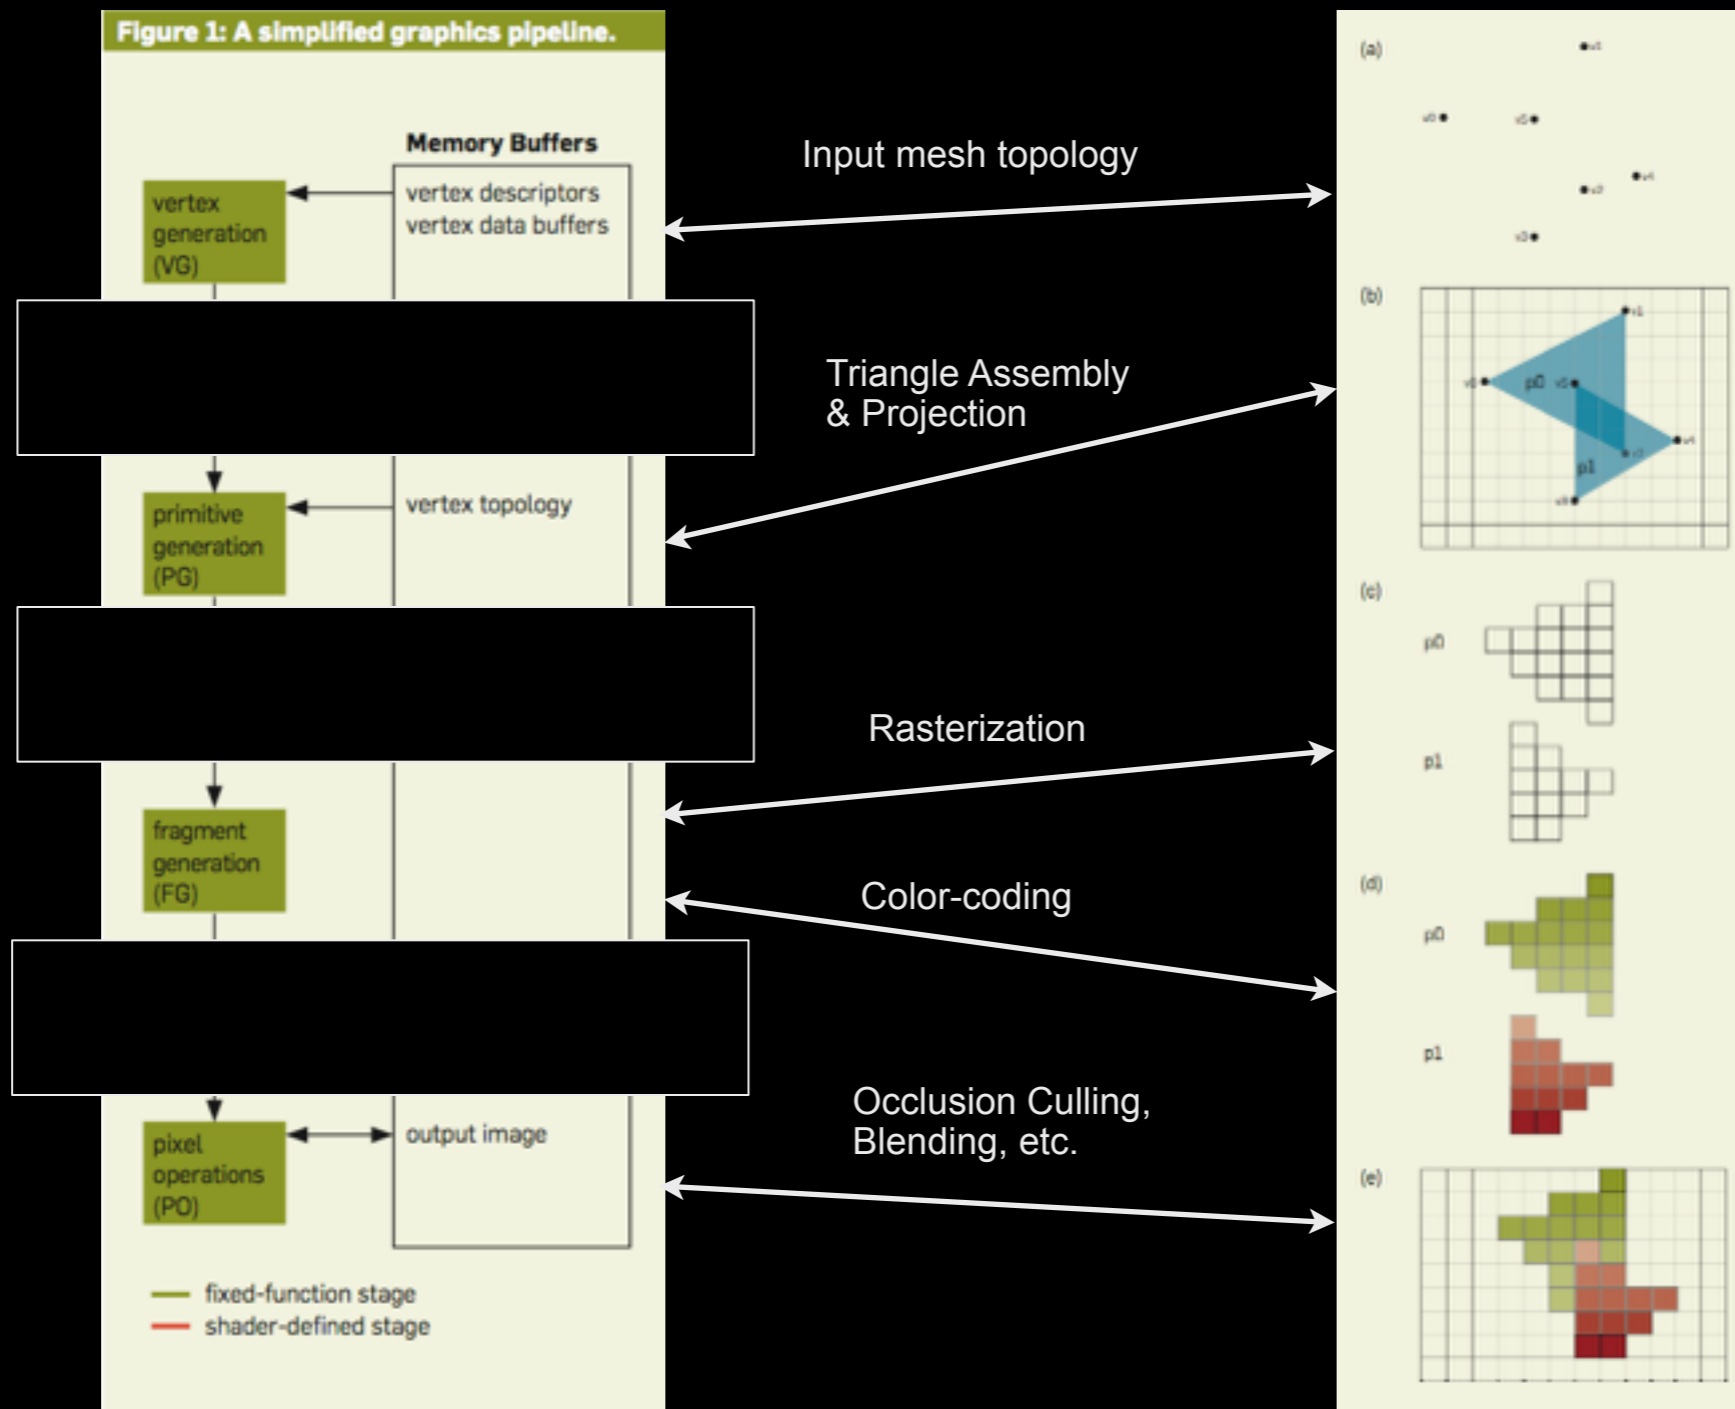 Figure 1: A simplified graphics pipeline.
Memory Buffers
vertex
generation
(VG)
vertex descriptors
vertex data buffers
primitive
generation
(PG)
vertex topology
fragment
generation
(FG)
pixel
operations
(PO)
output image
fixed-function stage
shader-defined stage
Input mesh topology
Triangle Assembly
& Projection
Rasterization
Color-coding
Occlusion Culling,
Blending, etc.
(a)
(b)
p0
p1
(c)
p0
p1
(d)
p0
p1
(e)